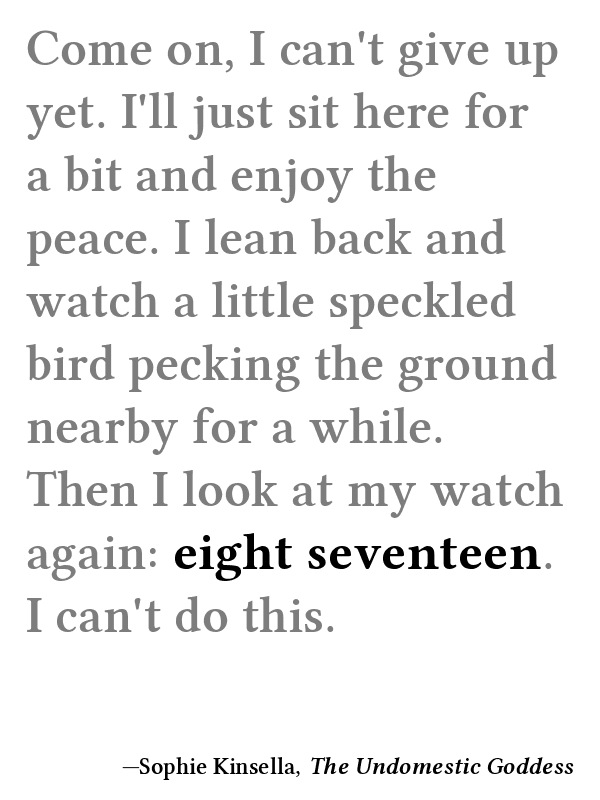 Come on, I can't give up
yet. I'll just sit here for
a bit and enjoy the
peace. I lean back and
watch a little speckled
bird pecking the ground
nearby for a while.
Then I look at my watch
again: eight seventeen.
I can't do this.
—Sophie Kinsella, The Undomestic Goddess